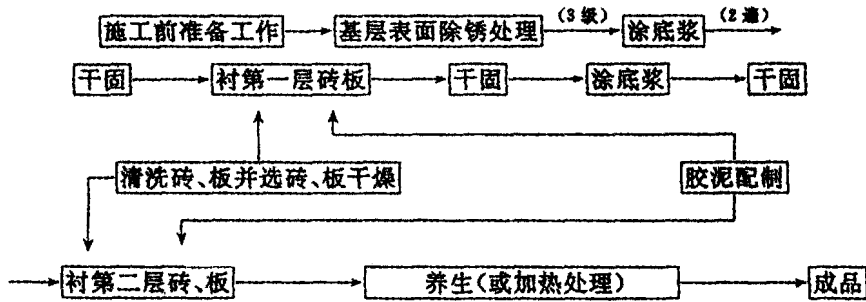 施工前准备工作 基层表面除锈处理 (3级) 涂底浆 (2遍)
干固 衬第一层砖板 干固 涂底浆 干固
清洗砖、板并选砖、板干燥 胶泥配制
衬第二层砖、板 养生(或加热处理) 成品